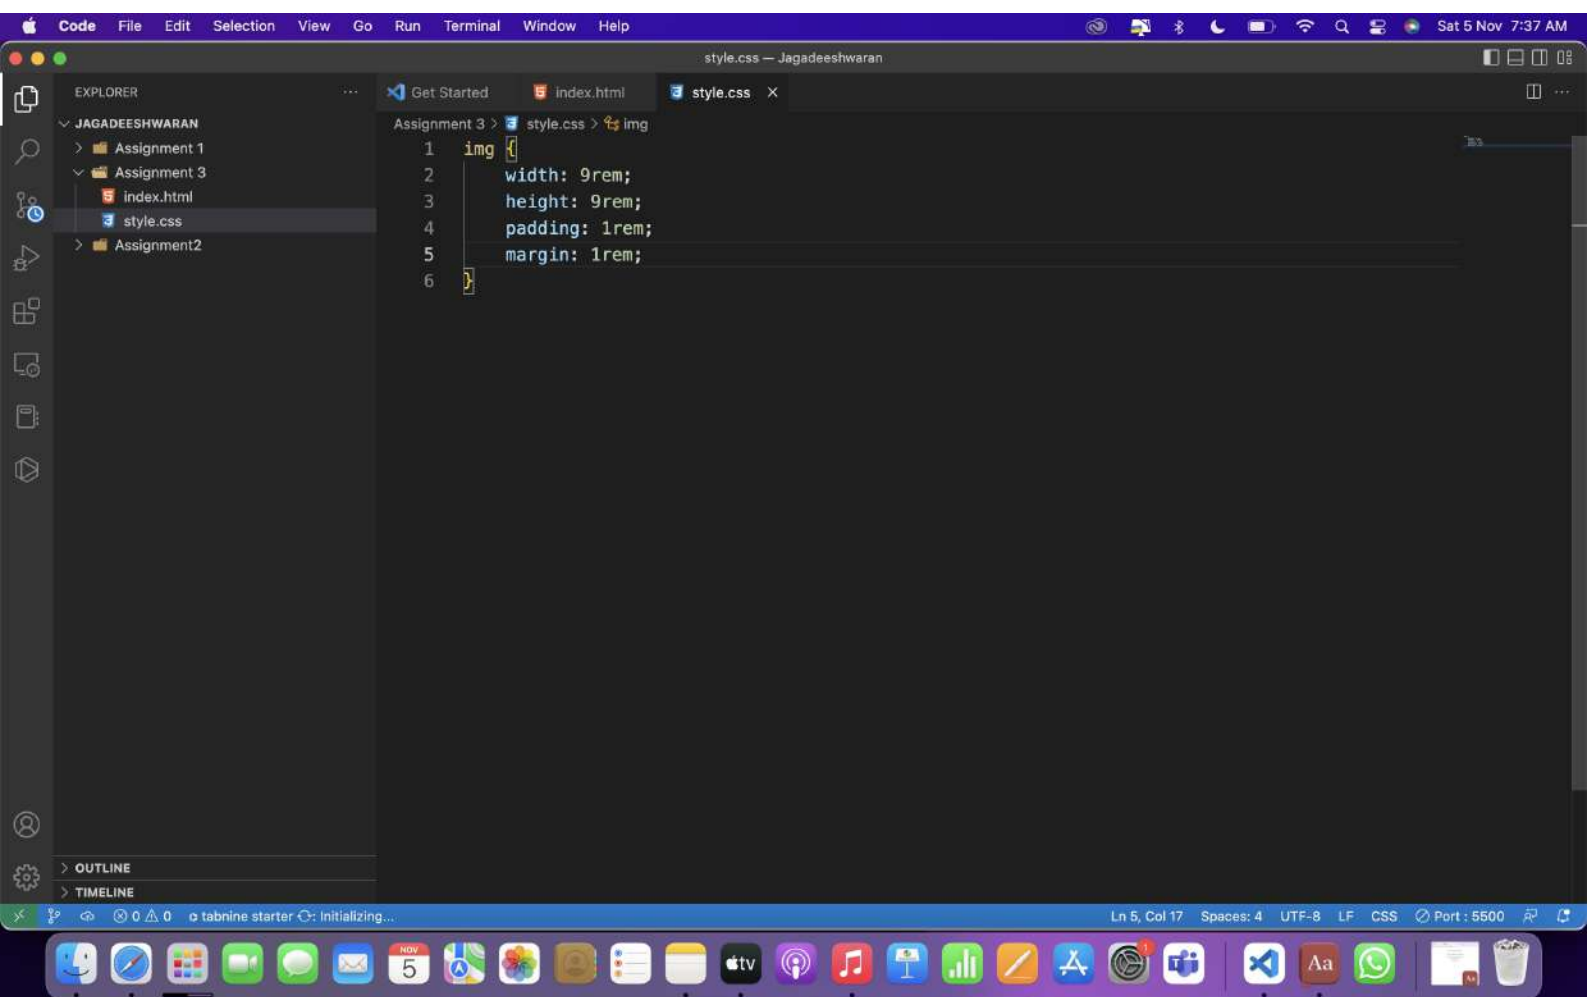 Code File Edit Selection View Go Run Terminal Window Help Sat 5 Nov 7:37 AM
style.css — Jagadeeshwaran
EXPLORER ...
Get Started index.html style.css ×
JAGADEESHWARAN
Assignment 1
Assignment 3
index.html
style.css
Assignment2
Assignment 3 > style.css > img
1 img {
2 width: 9rem;
3 height: 9rem;
4 padding: 1rem;
5 margin: 1rem;
6 }
OUTLINE
TIMELINE
0 0 tabnine starter : Initializing... Ln 5, Col 17 Spaces: 4 UTF-8 LF CSS Port : 5500
NOV
5
tv
1
Aa